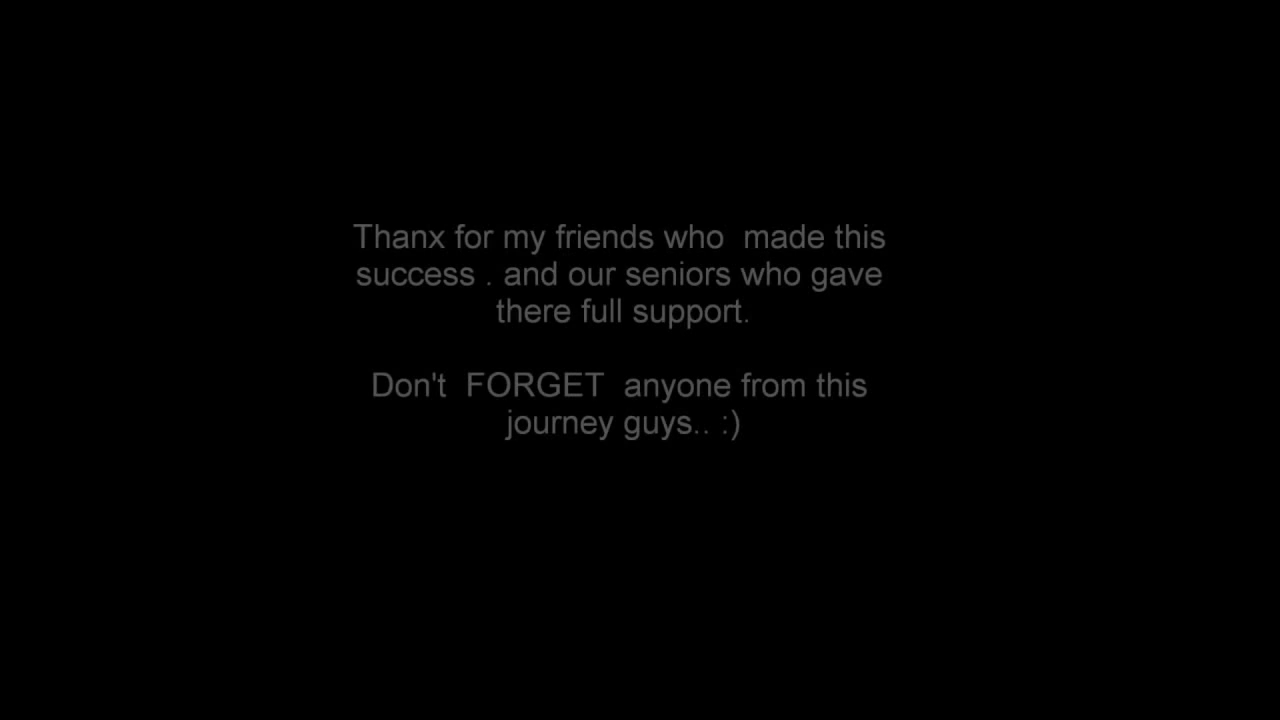 Thanx for my friends who  made this
success . and our seniors who gave
there full support.
Don't  FORGET  anyone from this
journey guys.. :)